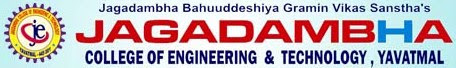 Jagadambha Bahuuddeshiya Gramin Vikas Sanstha's
JAGADAMBHA
COLLEGE OF ENGINEERING & TECHNOLOGY , YAVATMAL